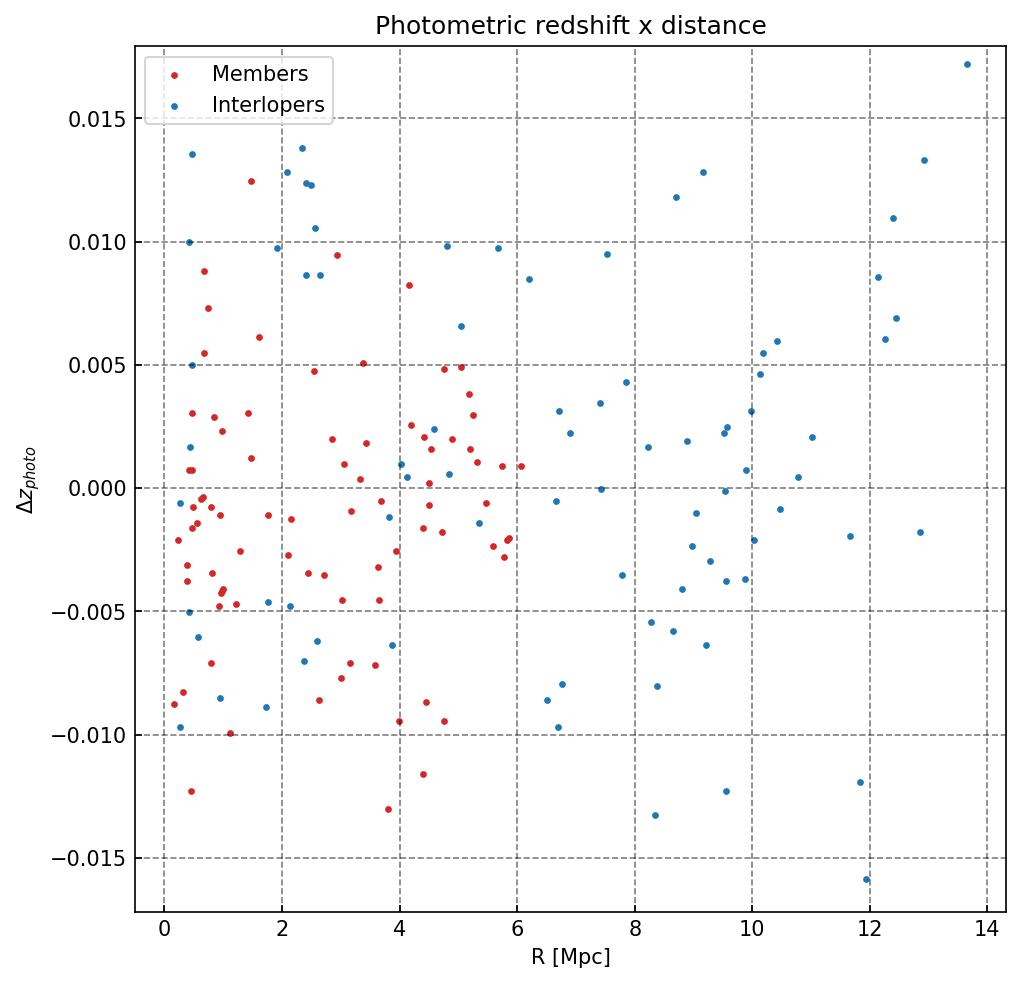 Photometric redshift x distance
Members
Interlopers
0.015
0.010
0.005
0.000
−0.005
−0.010
−0.015
Δz_photo
0 2 4 6 8 10 12 14
R [Mpc]